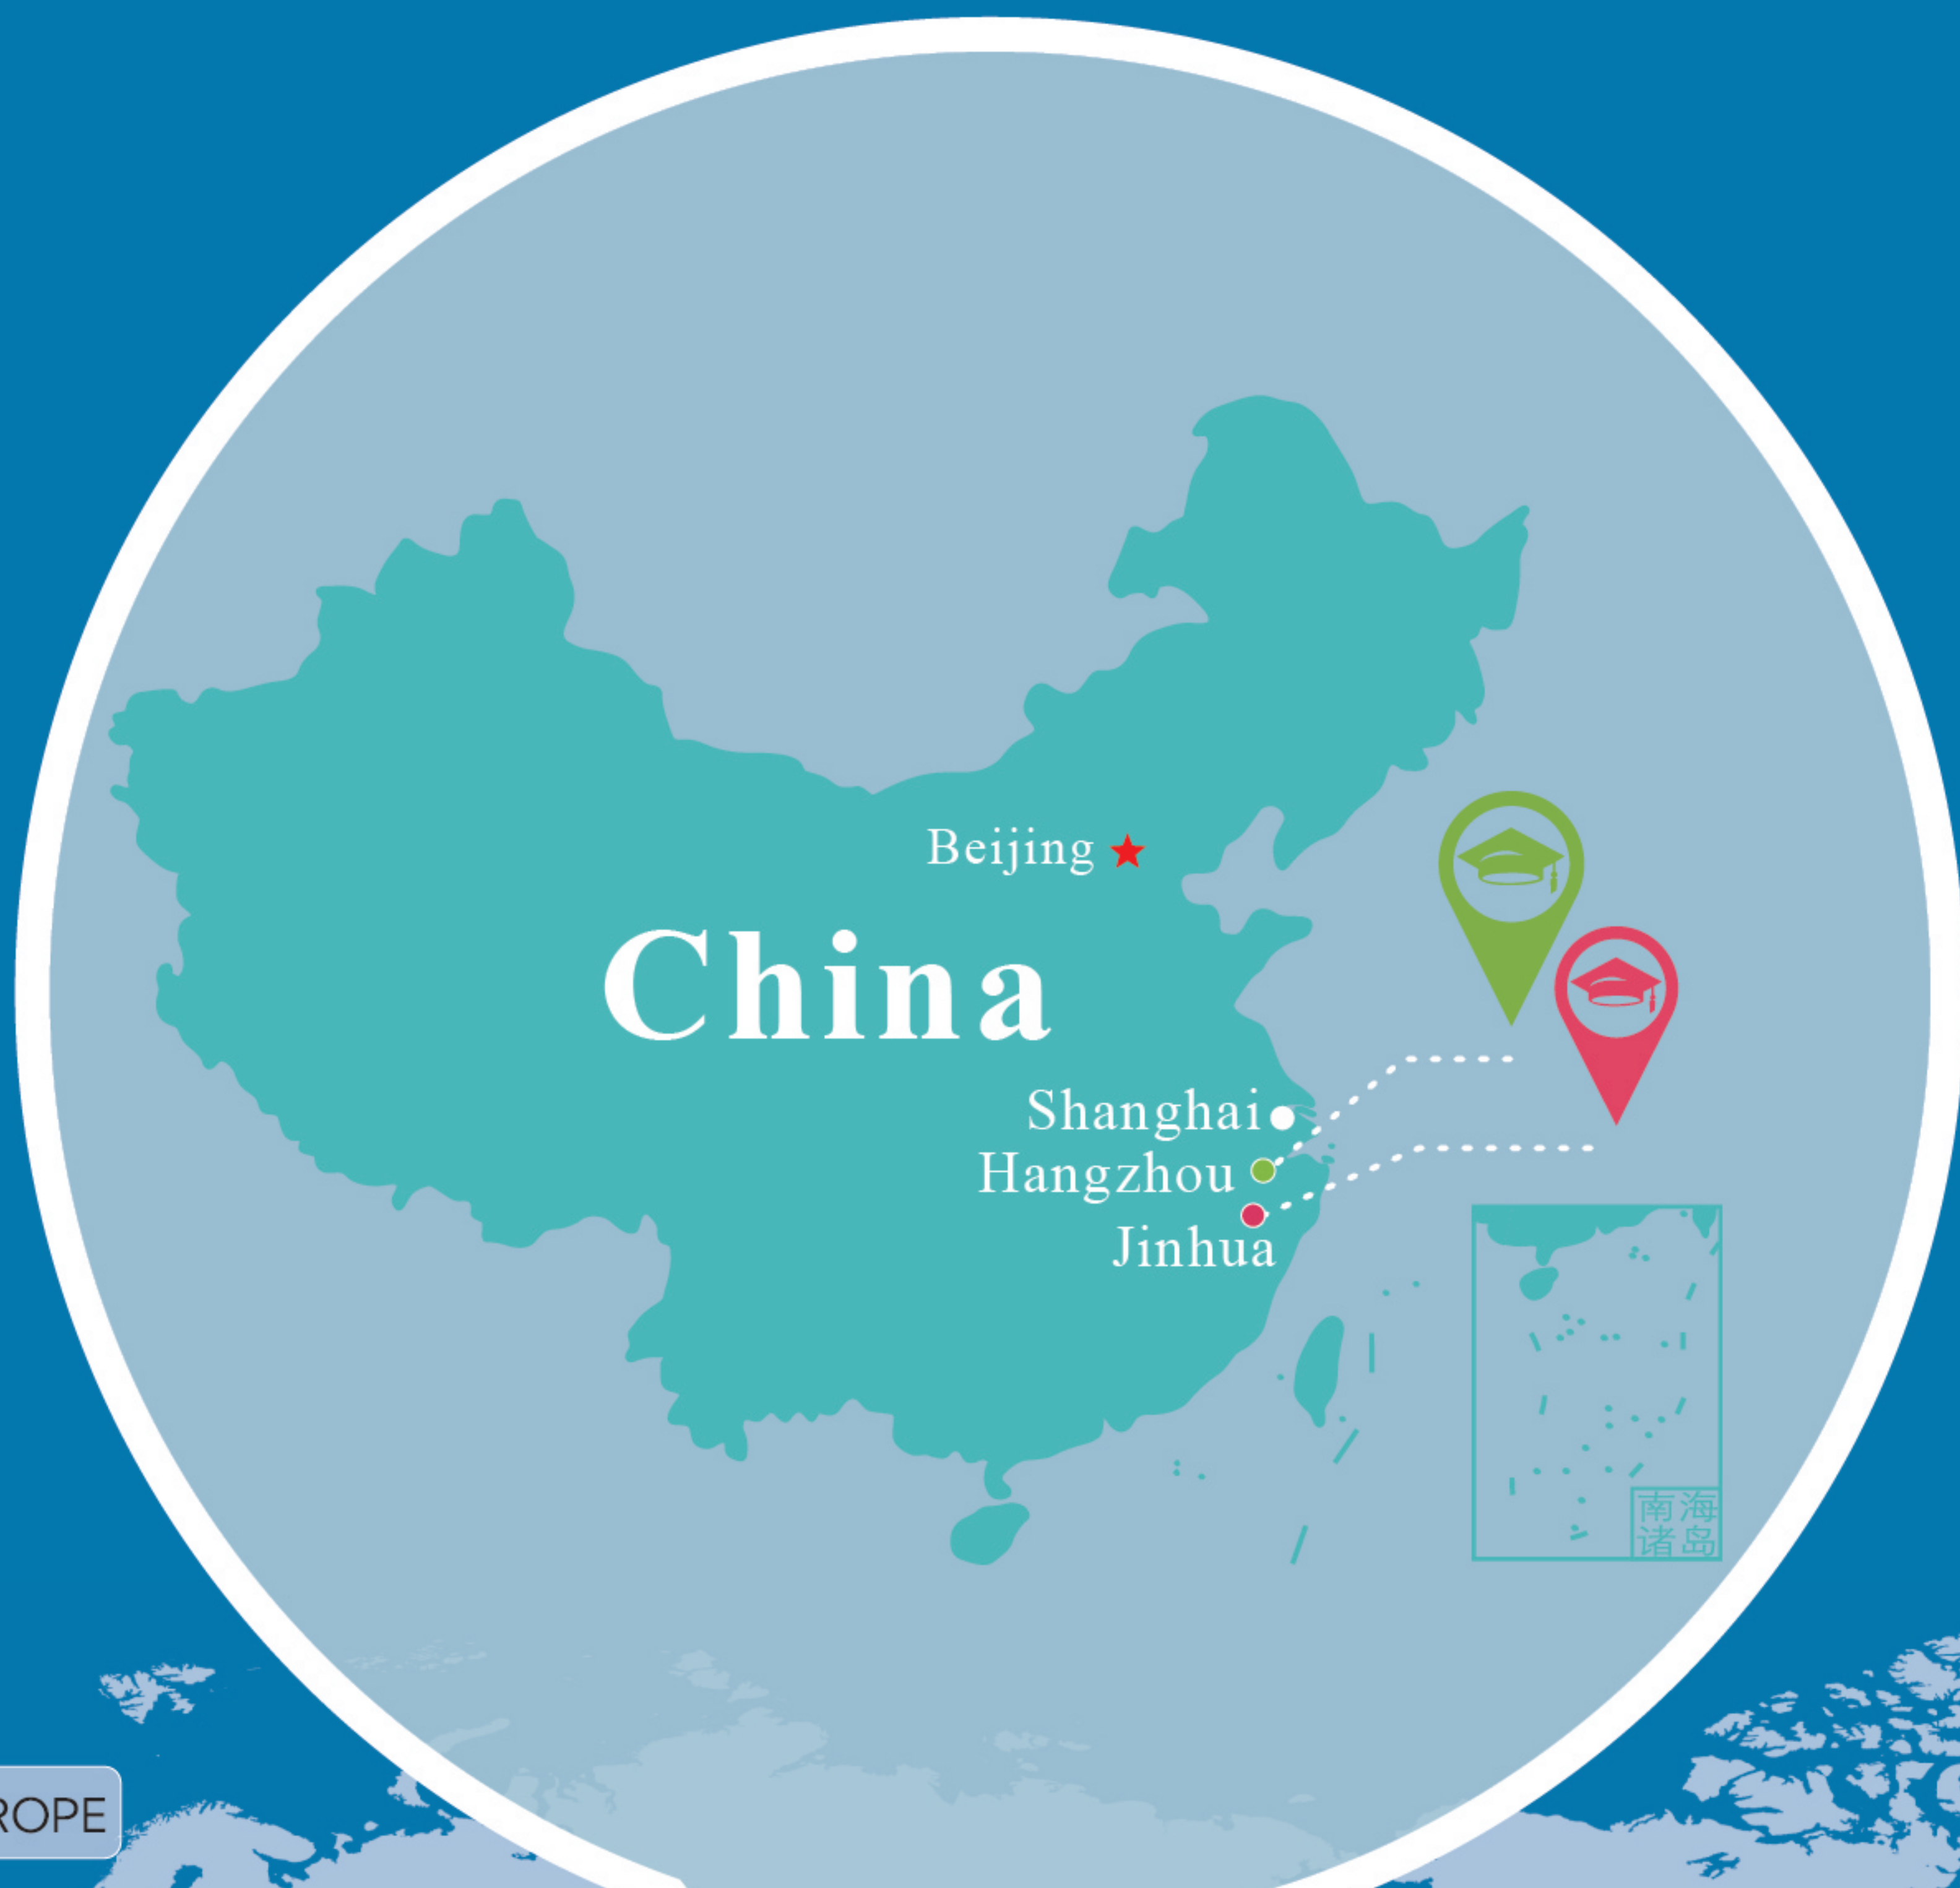 Beijing
China
Shanghai
Hangzhou
Jinhua
南海
诸岛
ROPE